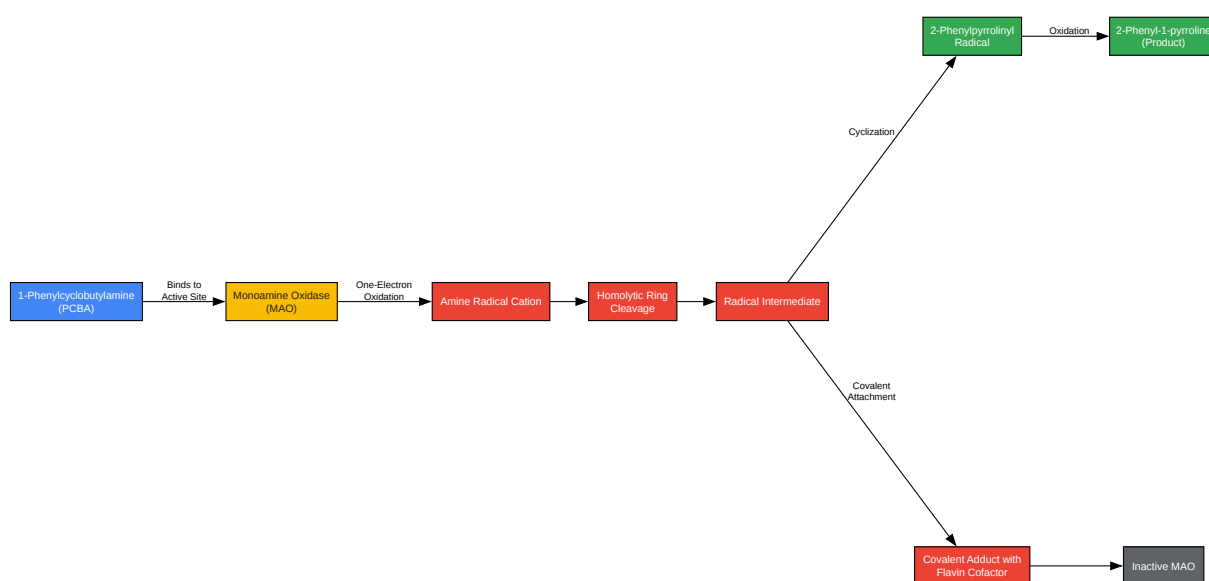 2-Phenylpyrrolinyl
Radical
Oxidation
2-Phenyl-1-pyrroline
(Product)
Cyclization
1-Phenylcyclobutylamine
(PCBA)
Binds to
Active Site
Monoamine Oxidase
(MAO)
One-Electron
Oxidation
Amine Radical Cation
Homolytic Ring
Cleavage
Radical Intermediate
Covalent
Attachment
Covalent Adduct with
Flavin Cofactor
Inactive MAO